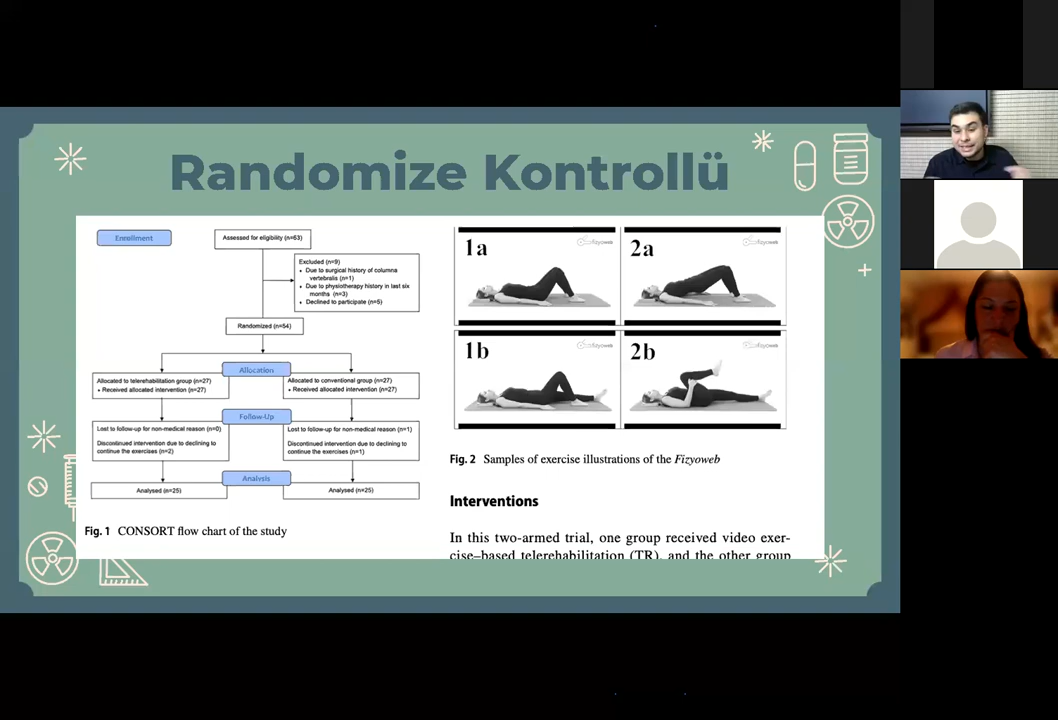 Randomize Kontrollü
Enrollment
Assessed for eligibility (n=63)
Excluded (n=9)
• Due to surgical history of columna
vertebralis (n=1)
• Due to physiotherapy history in last six
months (n=3)
• Declined to participate (n=5)
Randomized (n=54)
Allocation
Allocated to telerehabilitation group (n=27)
• Received allocated intervention (n=27)
Allocated to conventional group (n=27)
• Received allocated intervention (n=27)
Follow-Up
Lost to follow-up for non-medical reason (n=0)
Discontinued intervention due to declining to
continue the exercises (n=2)
Lost to follow-up for non-medical reason (n=1)
Discontinued intervention due to declining to
continue the exercises (n=1)
Analysis
Analysed (n=25)
Analysed (n=25)
Fig. 1 CONSORT flow chart of the study
1a
fizyoweb
2a
fizyoweb
1b
fizyoweb
2b
fizyoweb
Fig. 2 Samples of exercise illustrations of the Fizyoweb
Interventions
In this two-armed trial, one group received video exer-
cise–based telerehabilitation (TR), and the other group